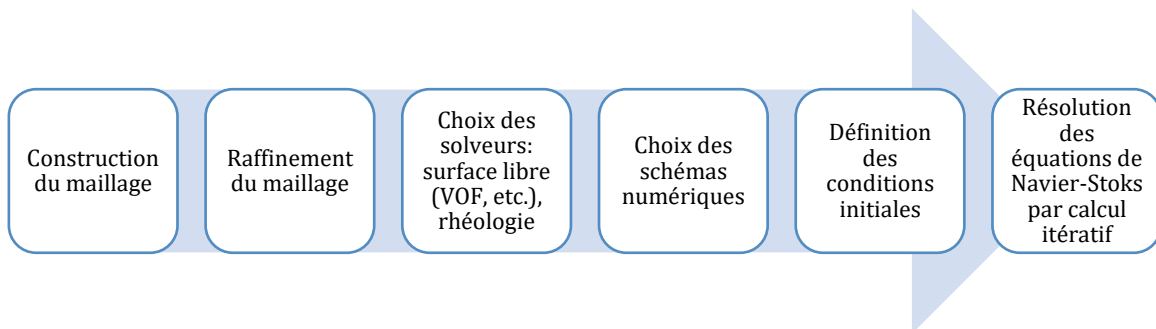 Construction
du maillage
Raffinement
du maillage
Choix des
solveurs:
surface libre
(VOF, etc.),
rhéologie
Choix des
schémas
numériques
Définition
des
conditions
initiales
Résolution
des
équations de
Navier-Stoks
par calcul
itératif